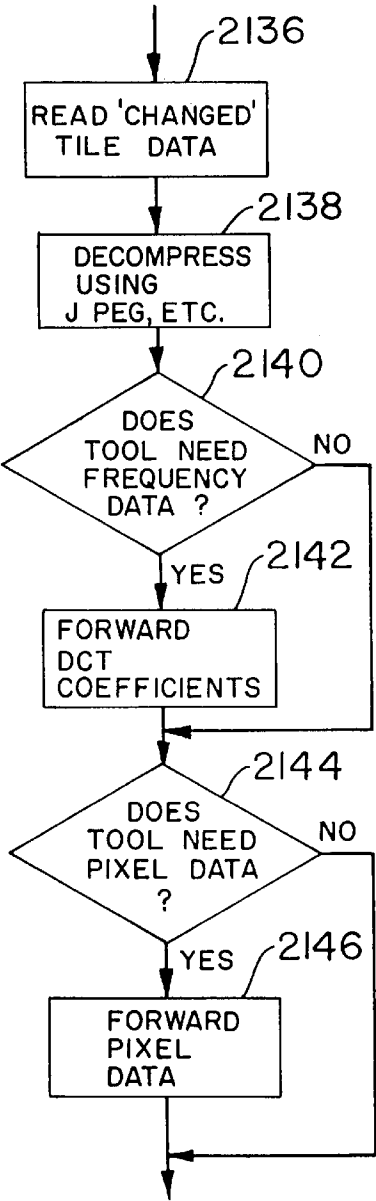 2136
READ 'CHANGED'
TILE DATA
2138
DECOMPRESS
USING
J PEG, ETC.
2140
DOES
TOOL NEED
FREQUENCY
DATA ?
NO
YES
2142
FORWARD
DCT
COEFFICIENTS
2144
DOES
TOOL NEED
PIXEL DATA
?
NO
YES
2146
FORWARD
PIXEL
DATA